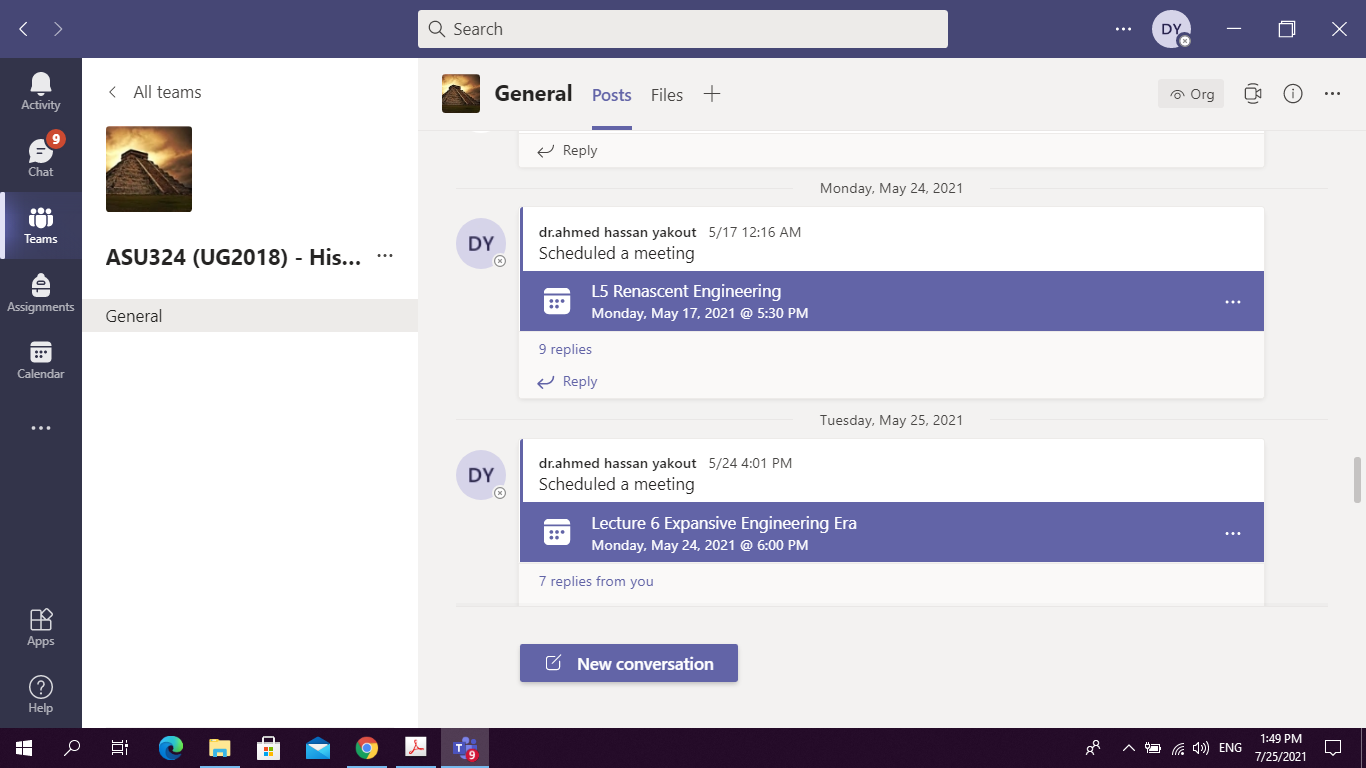 Search
DY
Activity
9
Chat
Teams
Assignments
Calendar
Apps
Help
All teams
ASU324 (UG2018) - His...
General
General
Posts
Files
Org
Reply
Monday, May 24, 2021
DY
dr.ahmed hassan yakout 5/17 12:16 AM
Scheduled a meeting
L5 Renascent Engineering
Monday, May 17, 2021 @ 5:30 PM
9 replies
Reply
Tuesday, May 25, 2021
DY
dr.ahmed hassan yakout 5/24 4:01 PM
Scheduled a meeting
Lecture 6 Expansive Engineering Era
Monday, May 24, 2021 @ 6:00 PM
7 replies from you
New conversation
9
ENG
1:49 PM
7/25/2021